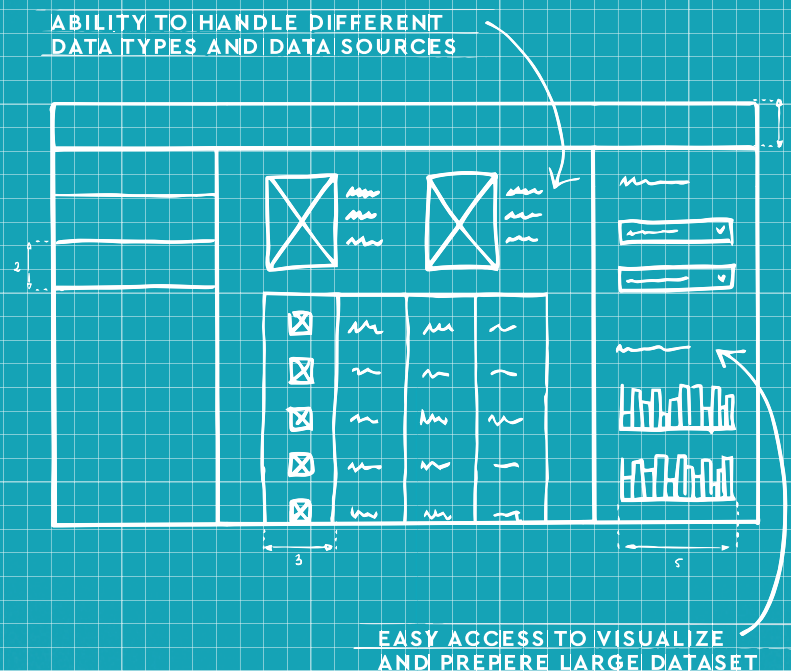 ABILITY TO HANDLE DIFFERENT
DATA TYPES AND DATA SOURCES
2
3
5
EASY ACCESS TO VISUALIZE
AND PREPERE LARGE DATASET